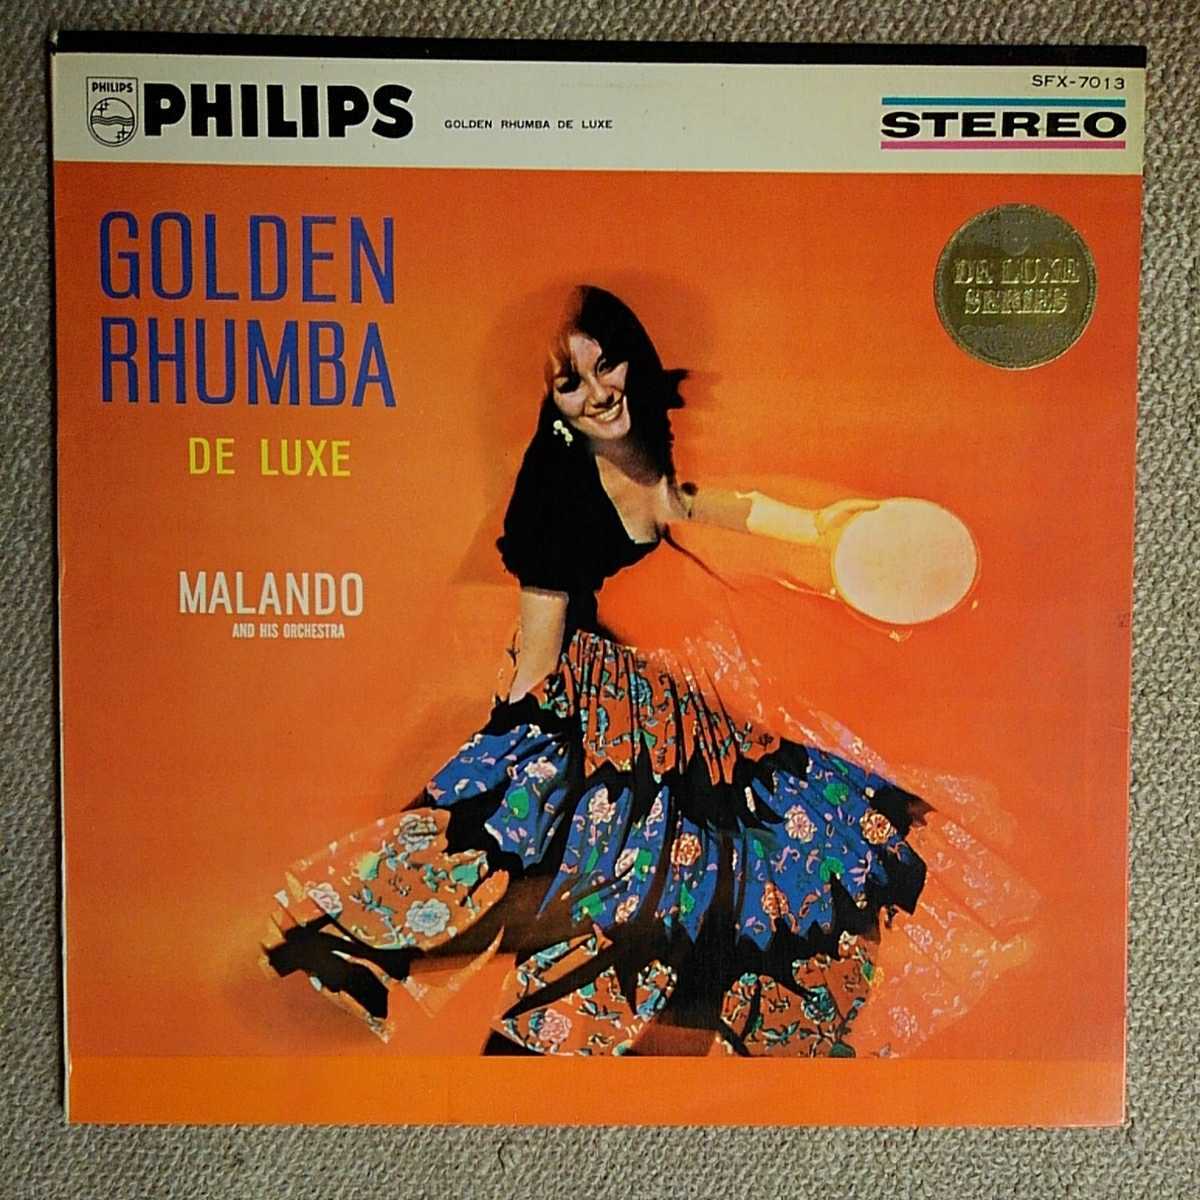 SFX-7013
PHILIPS
PHILIPS
GOLDEN RHUMBA DE LUXE
STEREO
GOLDEN
RHUMBA
DE LUXE
DE LUXE
SERIES
MALANDO
AND HIS ORCHESTRA